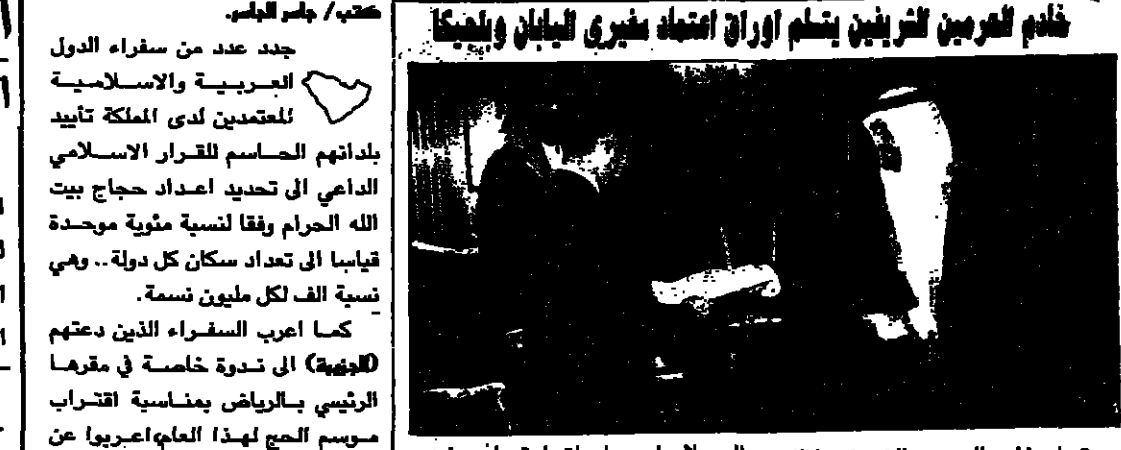 خادم الحرمين الشريفين يتسلم اوراق اعتماد سفيرى اليابان وبلجيكا
كتب/ جاسر الجاسر.
جدد عدد من سفراء الدول
العربية والاسلامية
المعتمدين لدى المملكة تأييد
بلدانهم الحاسم للقرار الاسلامي
الداعي الى تحديد اعداد حجاج بيت
الله الحرام وفقا لنسبة مئوية موحدة
قياسا الى تعداد سكان كل دولة.. وهي
نسبة الف لكل مليون نسمة.
كما اعرب السفراء الذين دعتهم
(الجزيرة) الى ندوة خاصة في مقرها
الرئيسي بالرياض بمناسبة اقتراب
موسم الحج لهذا العام اعربوا عن